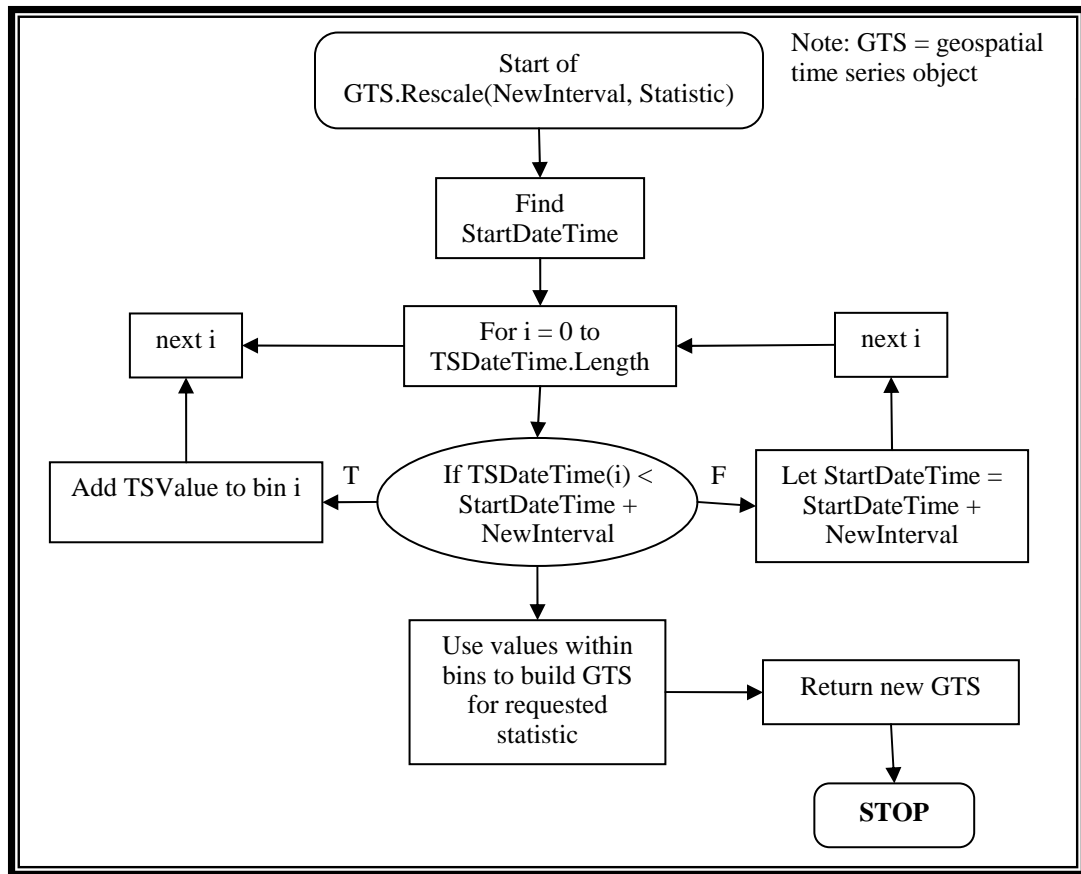 Start of
GTS.Rescale(NewInterval, Statistic)
Note: GTS = geospatial
time series object
Find
StartDateTime
next i
For i = 0 to
TSDateTime.Length
next i
Add TSValue to bin i
T
If TSDateTime(i) <
StartDateTime +
NewInterval
F
Let StartDateTime =
StartDateTime +
NewInterval
Use values within
bins to build GTS
for requested
statistic
Return new GTS
STOP